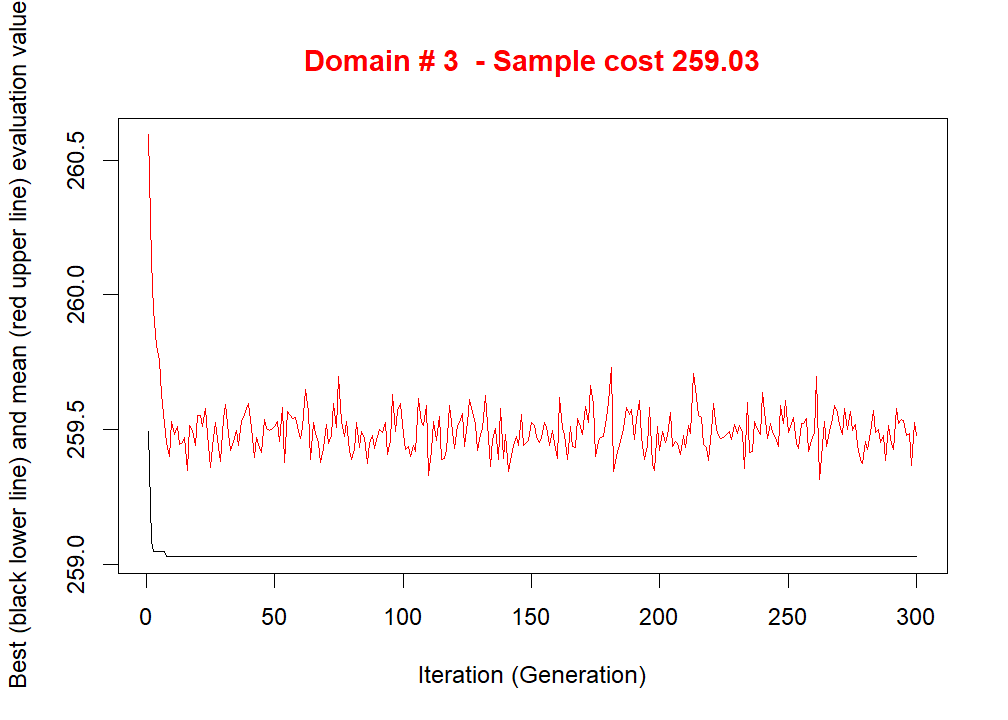 Domain # 3  - Sample cost 259.03
Best (black lower line) and mean (red upper line) evaluation value
260.5
260.0
259.5
259.0
0 50 100 150 200 250 300
Iteration (Generation)